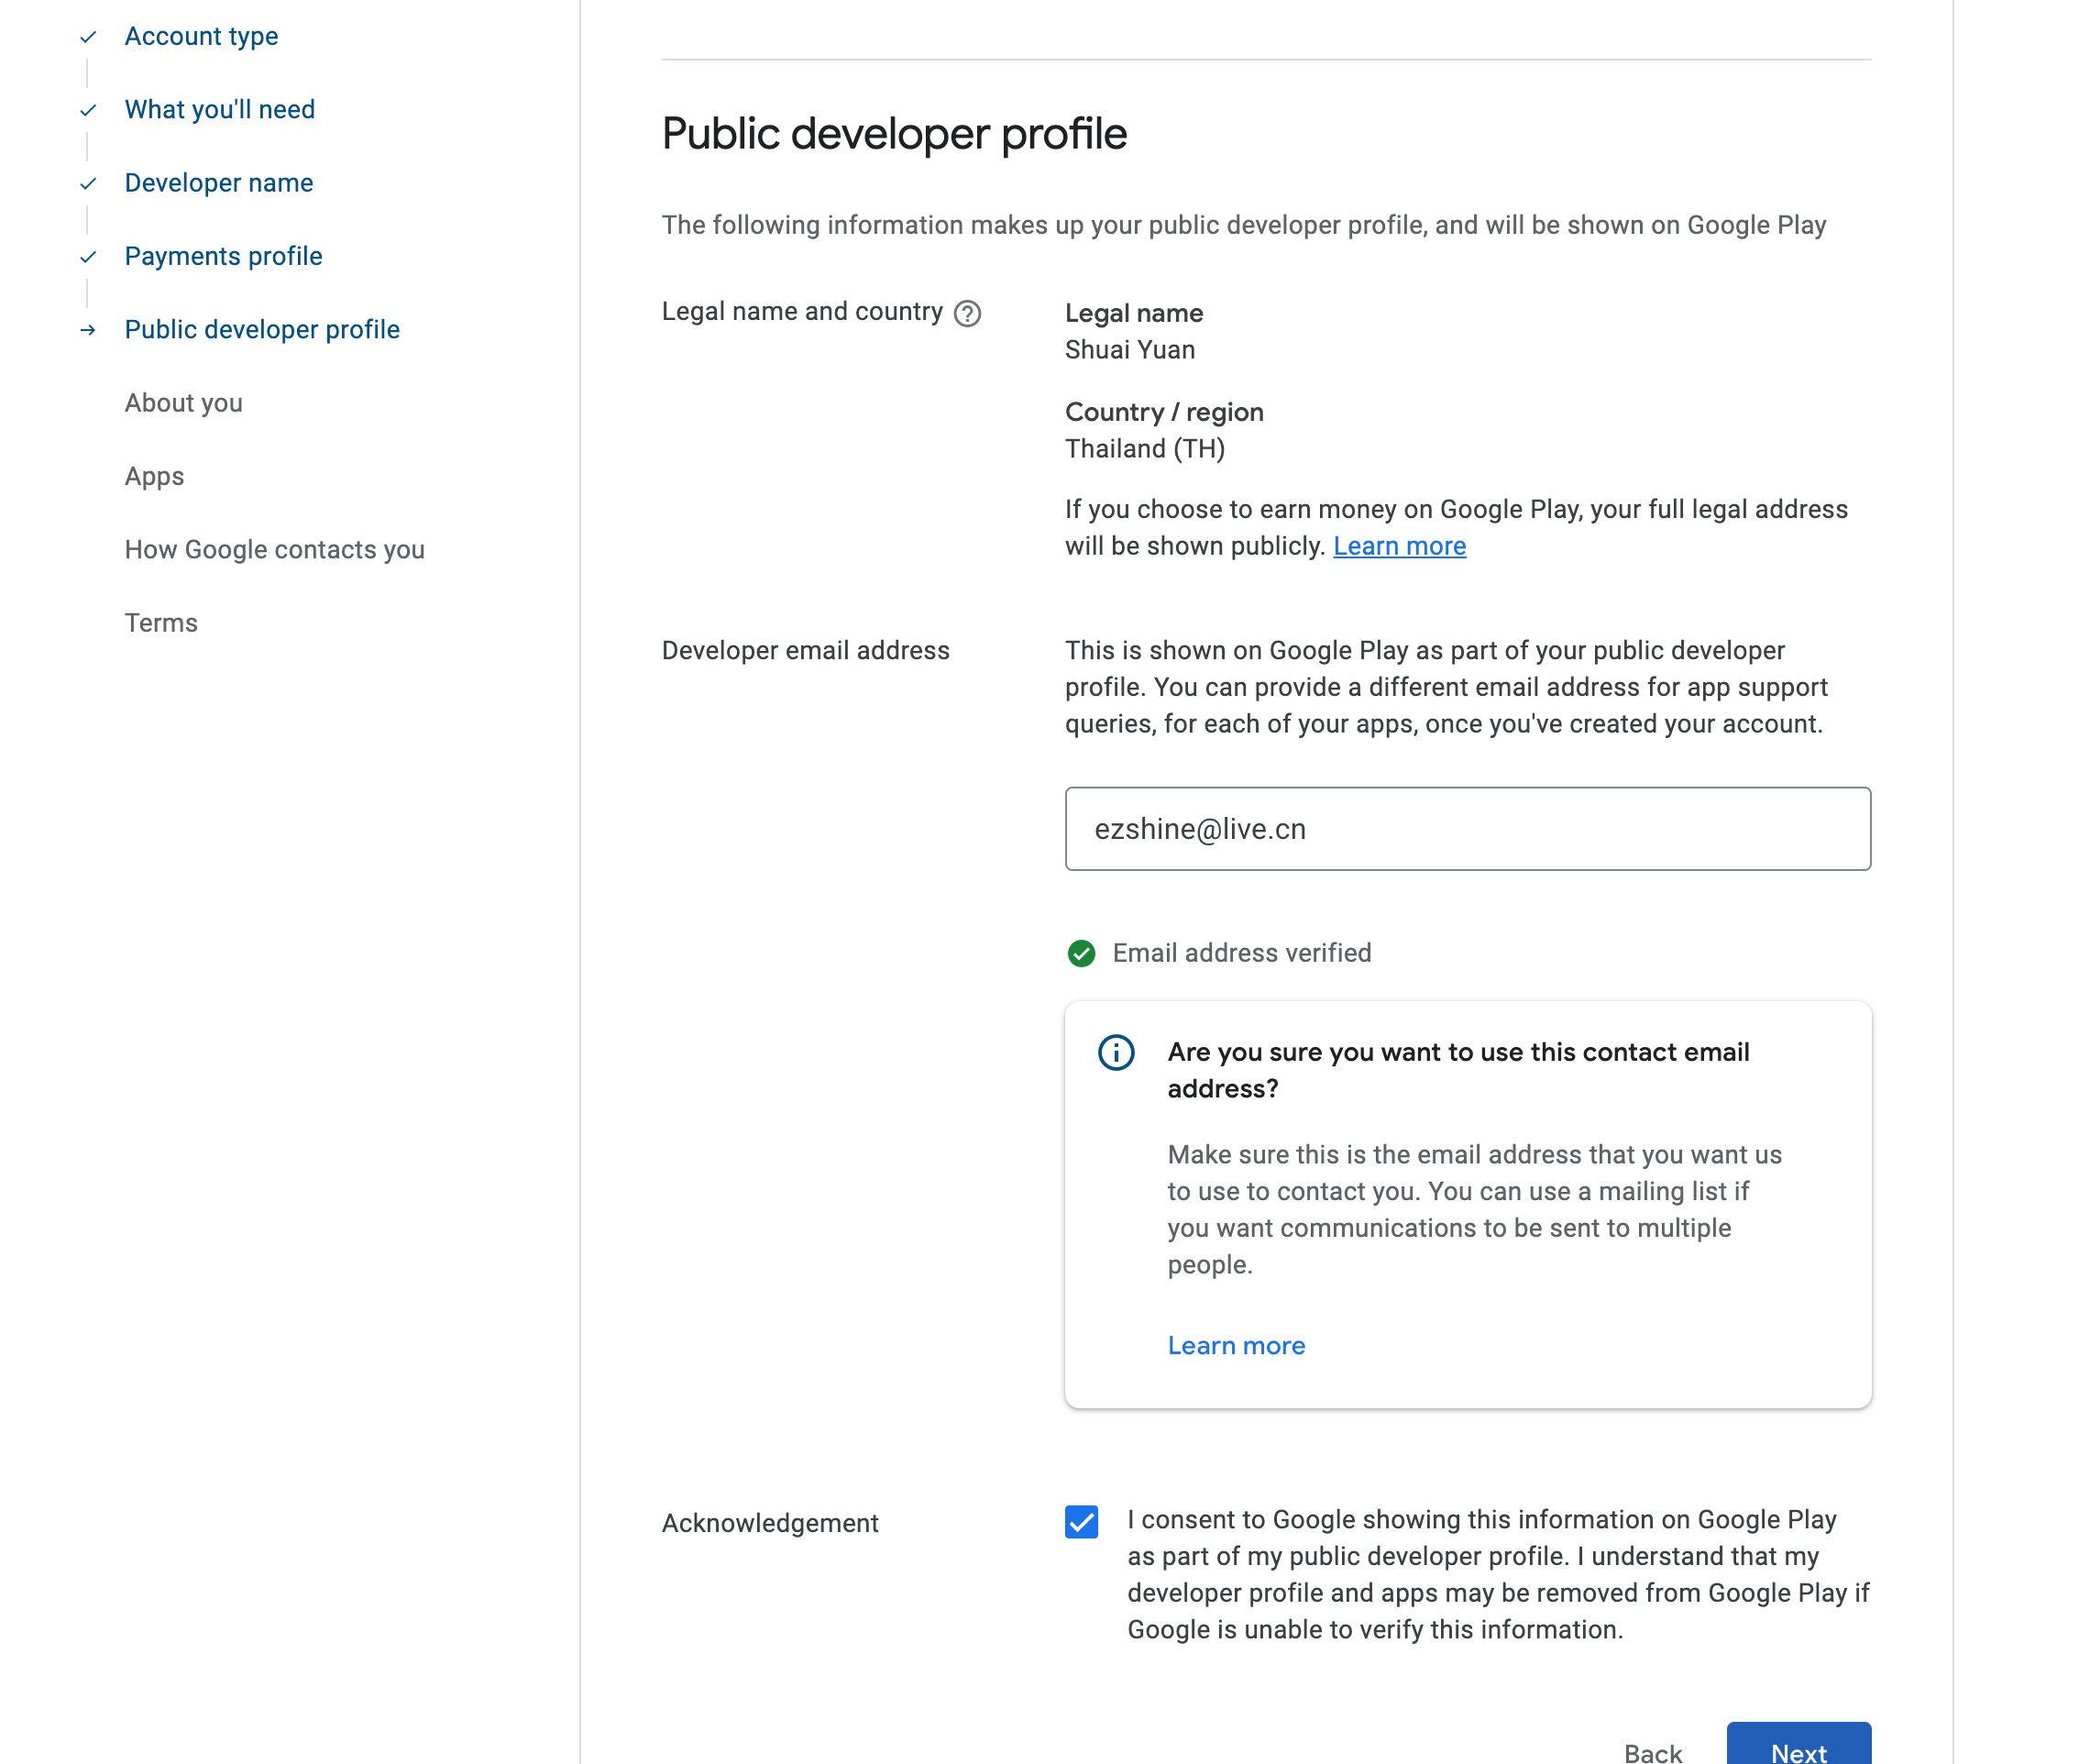 Account type
What you'll need
Developer name
Payments profile
Public developer profile
About you
Apps
How Google contacts you
Terms
Public developer profile
The following information makes up your public developer profile, and will be shown on Google Play
Legal name and country
Legal name
Shuai Yuan
Country / region
Thailand (TH)
If you choose to earn money on Google Play, your full legal address
will be shown publicly. Learn more
Developer email address
This is shown on Google Play as part of your public developer
profile. You can provide a different email address for app support
queries, for each of your apps, once you've created your account.
ezshine@live.cn
Email address verified
Are you sure you want to use this contact email
address?
Make sure this is the email address that you want us
to use to contact you. You can use a mailing list if
you want communications to be sent to multiple
people.
Learn more
Acknowledgement
I consent to Google showing this information on Google Play
as part of my public developer profile. I understand that my
developer profile and apps may be removed from Google Play if
Google is unable to verify this information.
Back
Next